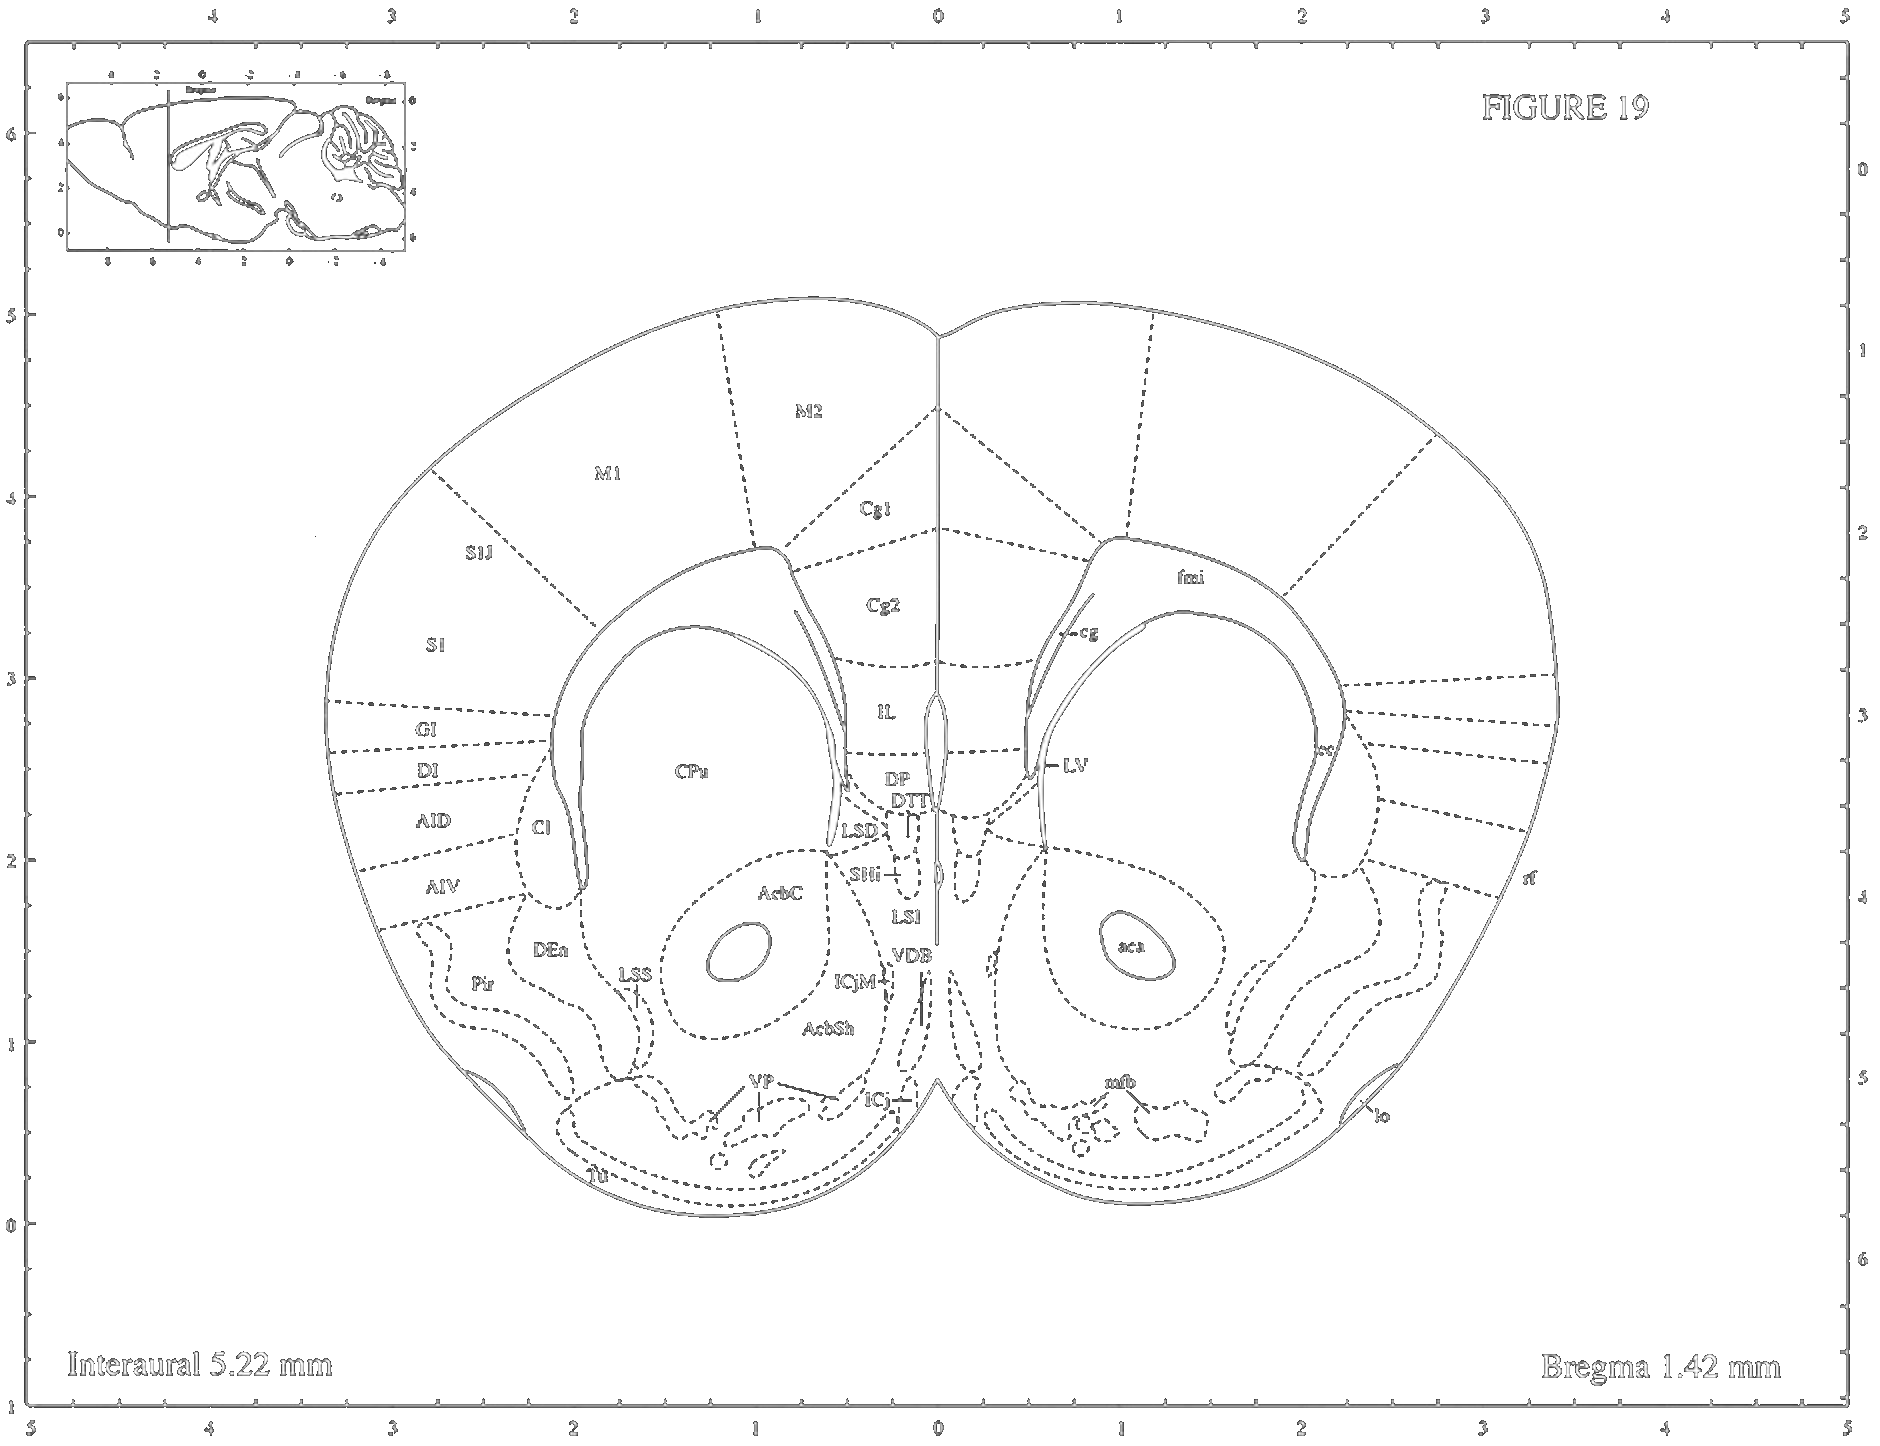 4 3 2 1 0 1 2 3 4 5
Bregma
Bregma
FIGURE 19
6
5
4
3
2
1
0
1
0
1
2
3
4
5
6
M2
M1
Cg1
S1J
fmi
Cg2
cg
S1
IL
GI
cc
DI
CPu
DP
LV
DTT
AID
Cl
LSD
SHi
rf
AIV
AcbC
LSI
DEn
aca
VDB
LSS
Pir
ICjM
AcbSh
VP
mfb
ICj
lo
Tu
Interaural 5.22 mm
Bregma 1.42 mm
5 4 3 2 1 0 1 2 3 4 5